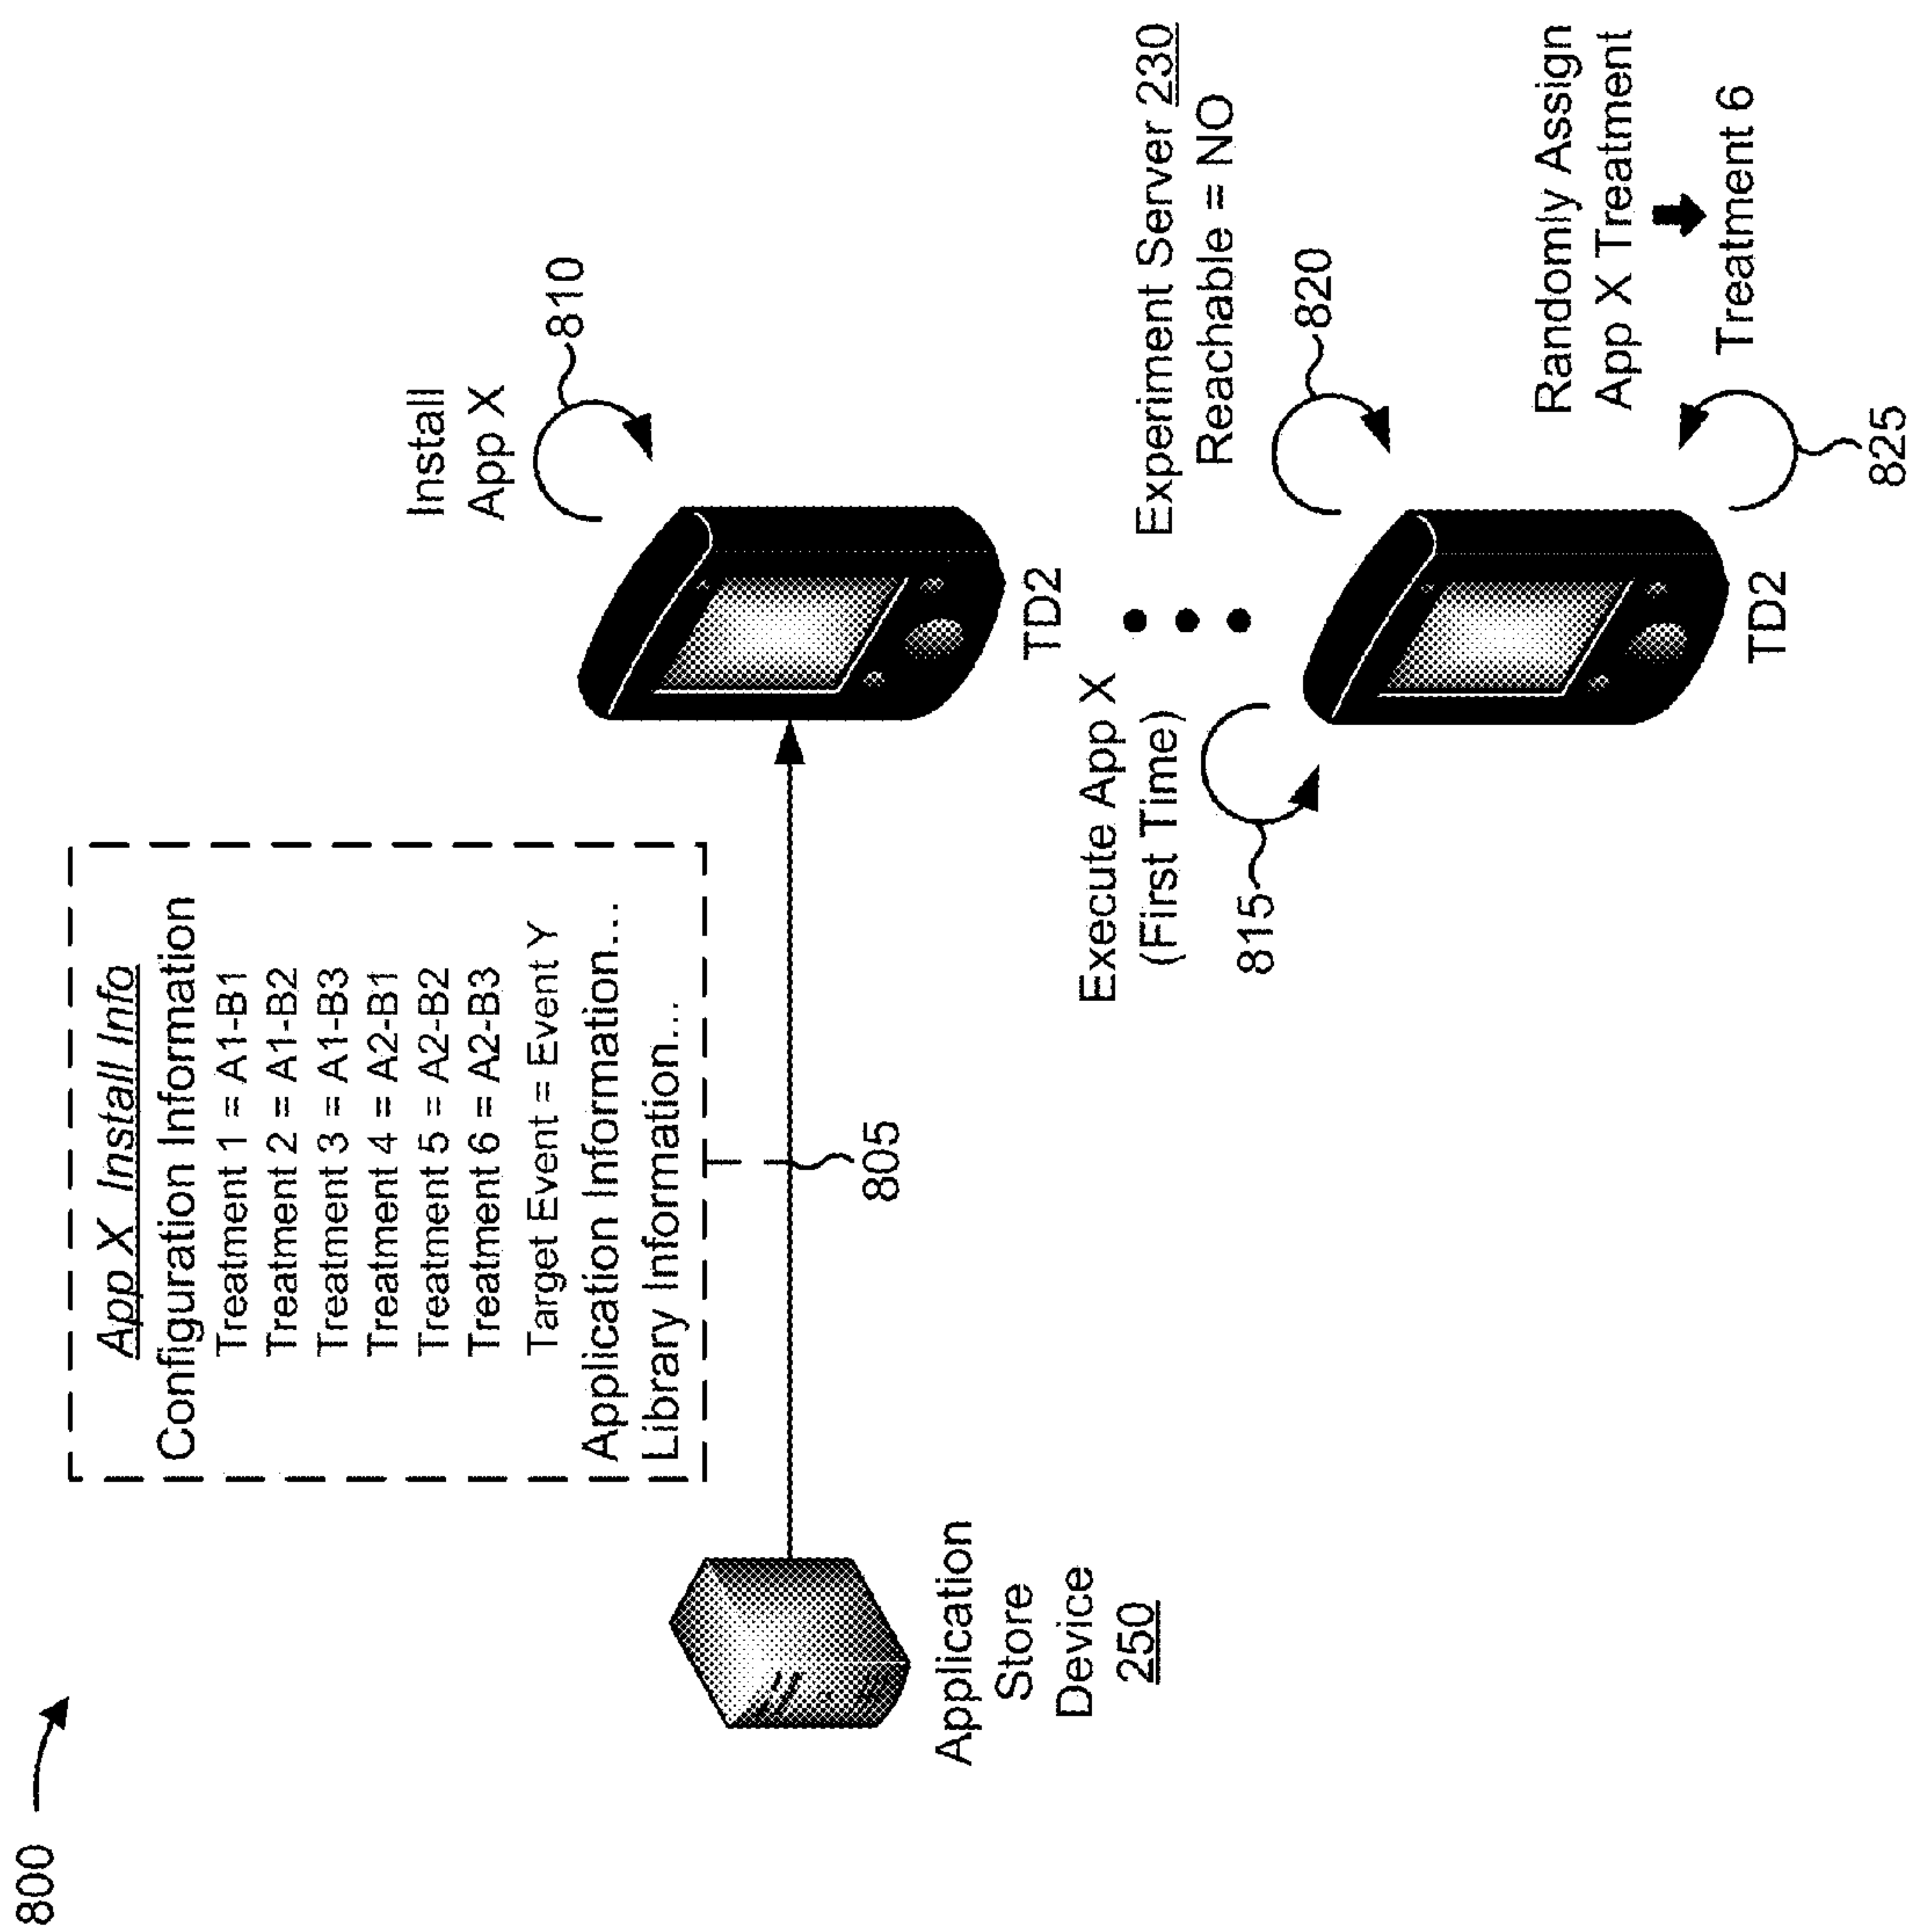 800
App X Install Info
Configuration Information
Treatment 1 = A1-B1
Treatment 2 = A1-B2
Treatment 3 = A1-B3
Treatment 4 = A2-B1
Treatment 5 = A2-B2
Treatment 6 = A2-B3
Target Event = Event Y
Application Information...
Library Information...
805
Application
Store
Device
250
Install
App X
810
TD2
Execute App X
(First Time)
815
Experiment Server 230
Reachable = NO
820
Randomly Assign
App X Treatment
Treatment 6
825
TD2